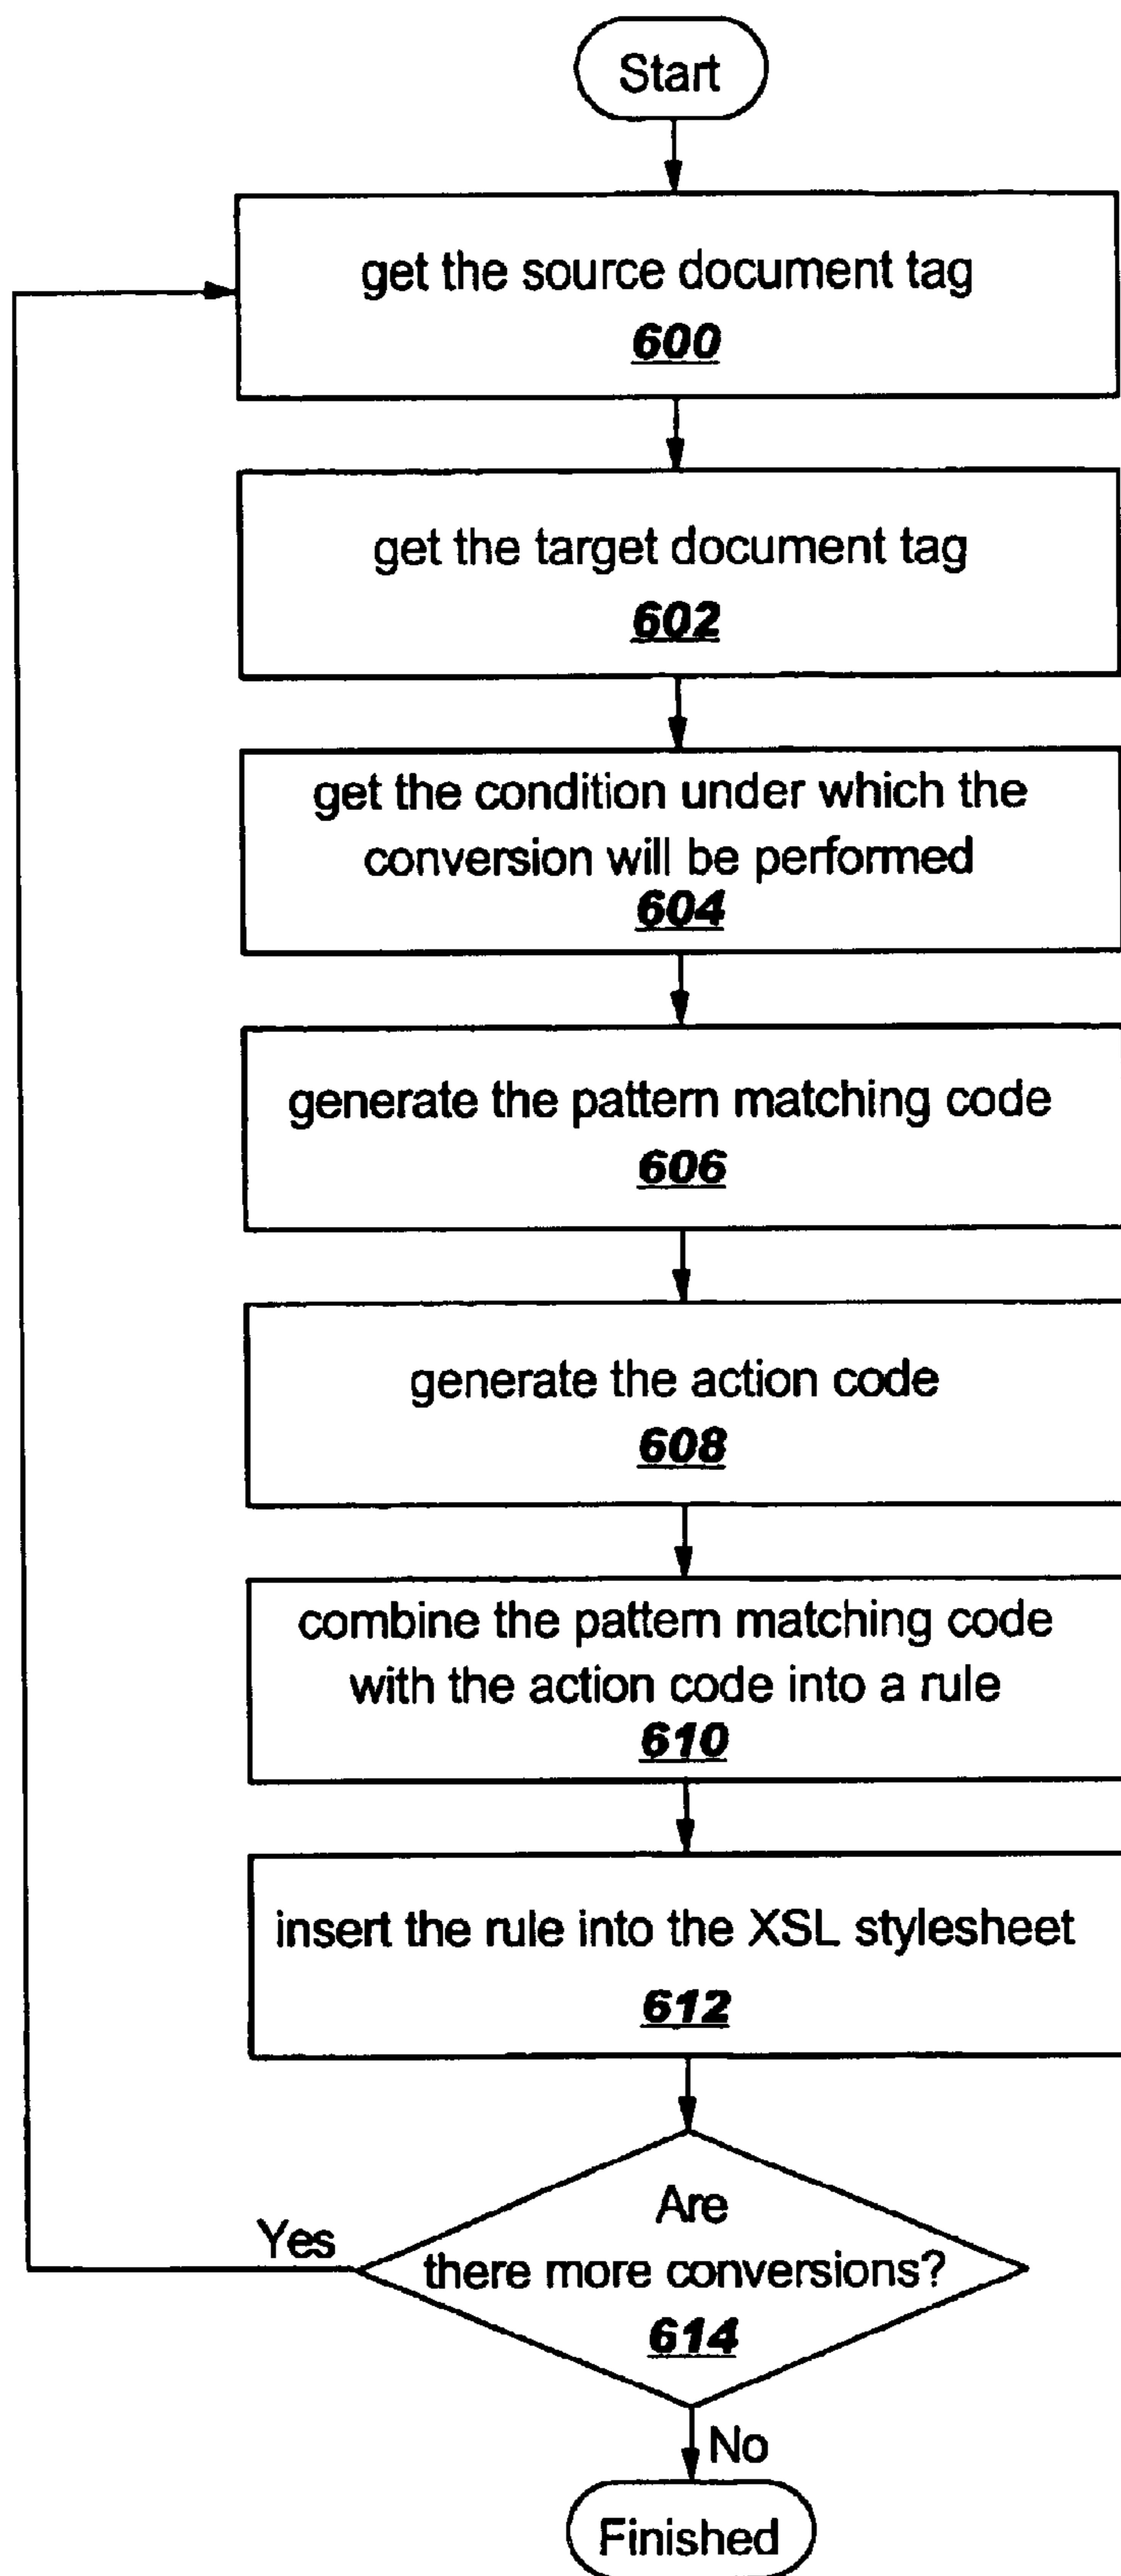 Start
get the source document tag
600
get the target document tag
602
get the condition under which the
conversion will be performed
604
generate the pattern matching code
606
generate the action code
608
combine the pattern matching code
with the action code into a rule
610
insert the rule into the XSL stylesheet
612
Are
there more conversions?
614
Yes
No
Finished